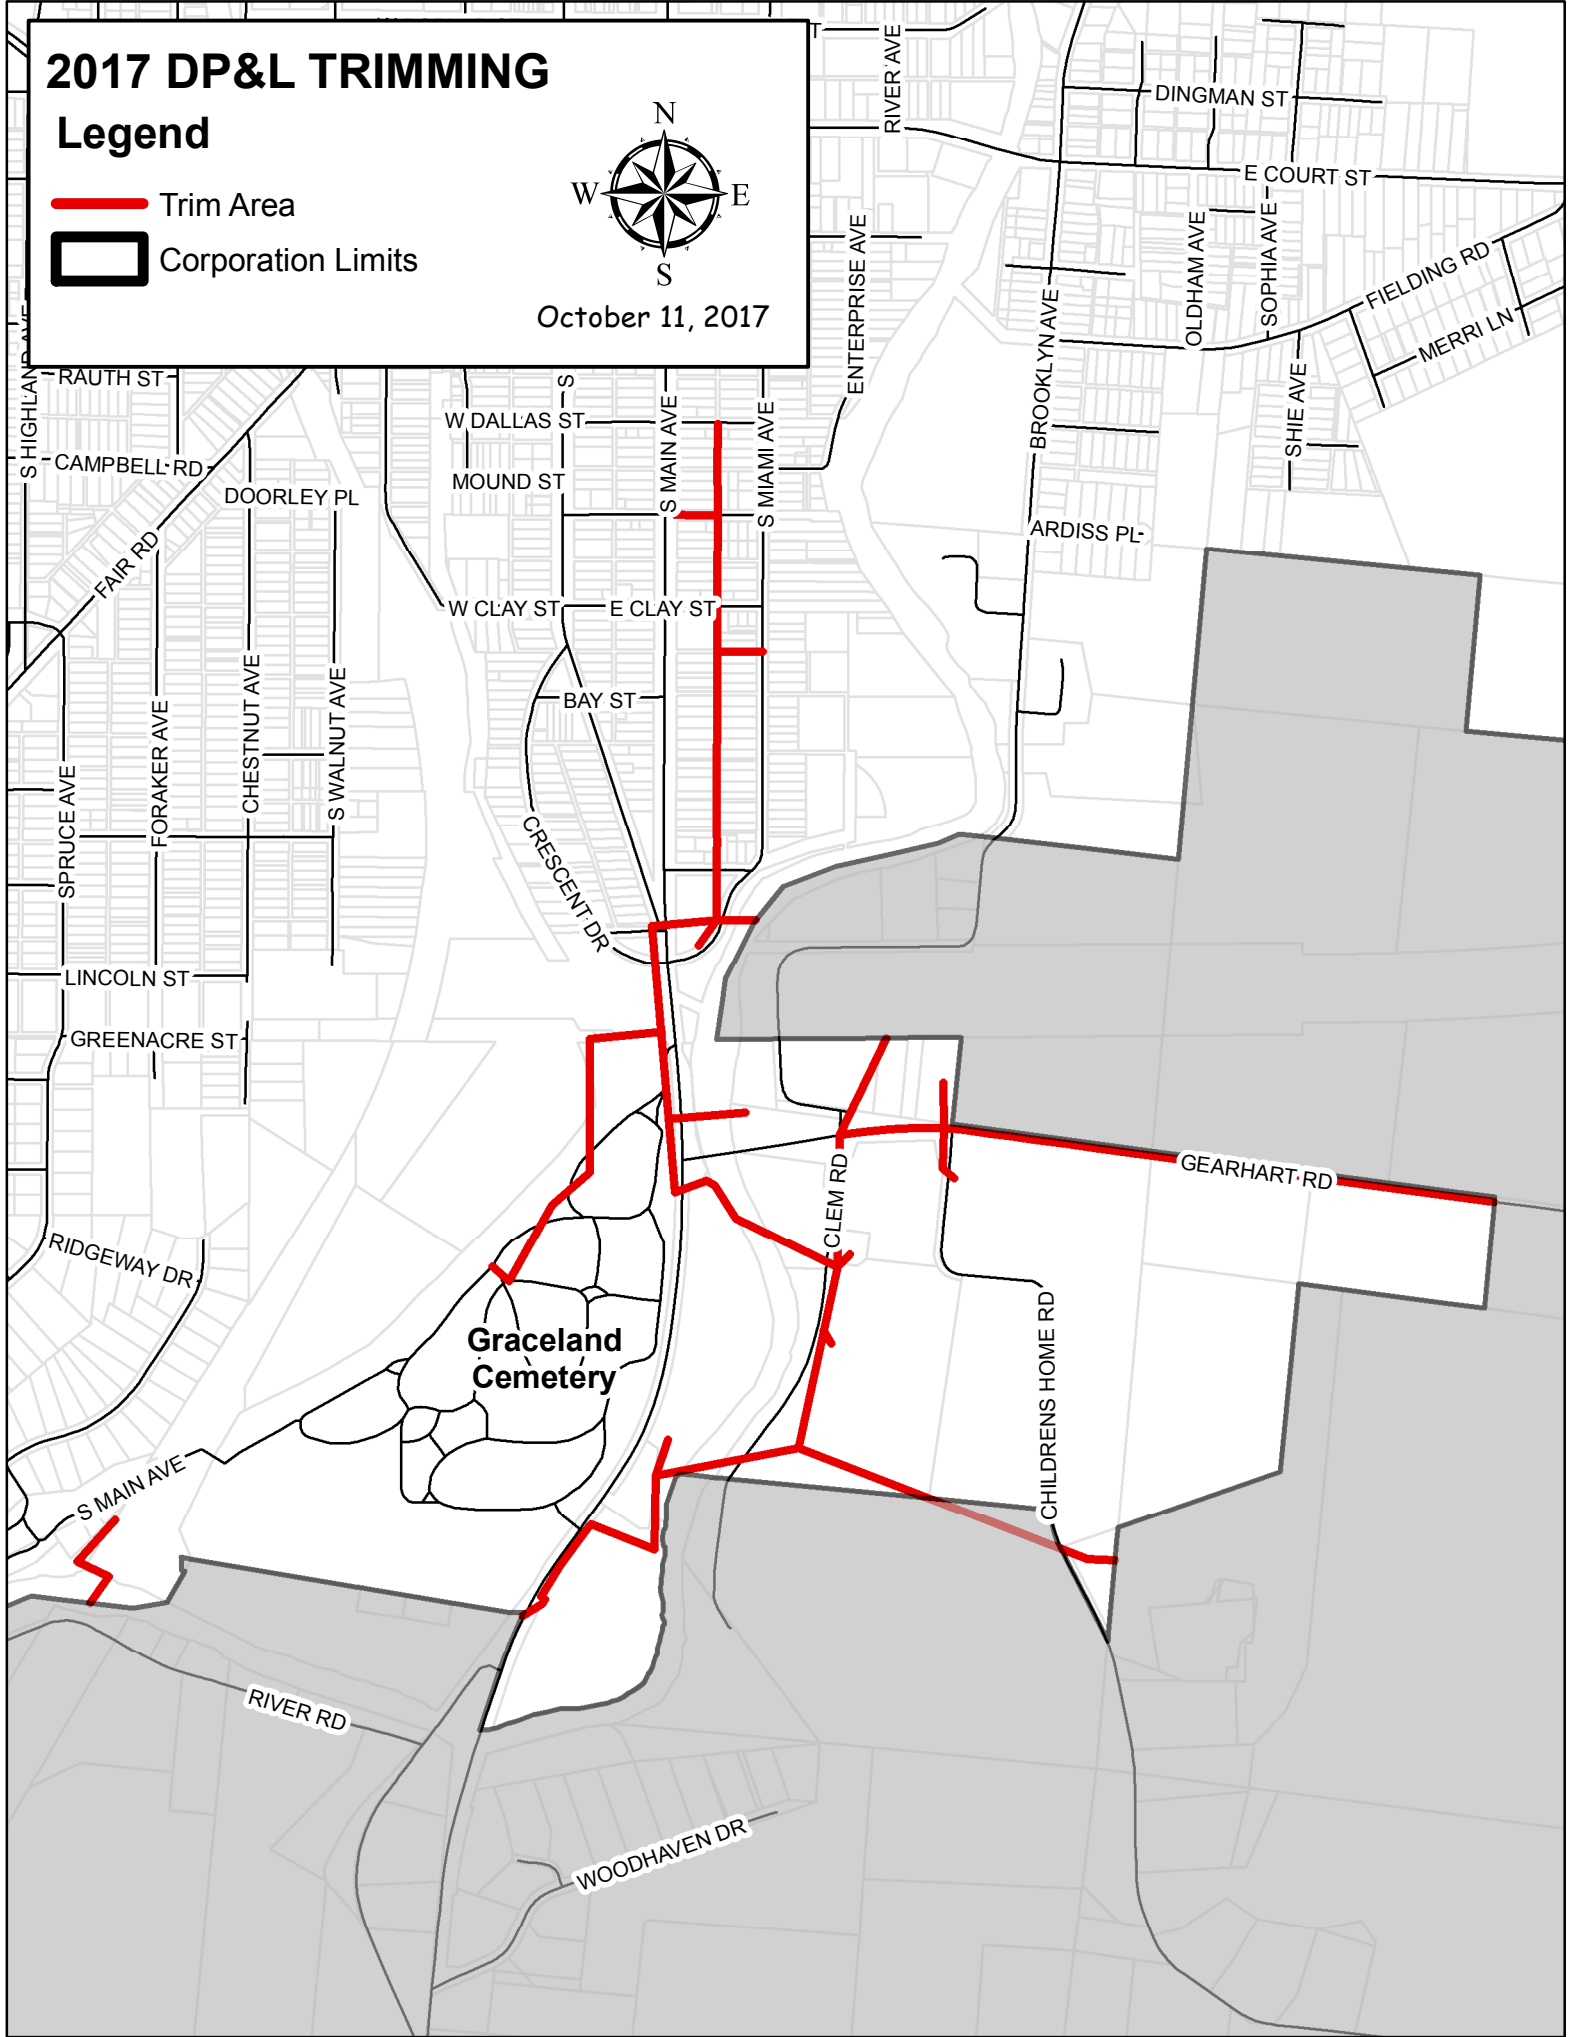 2017 DP&L TRIMMING
Legend
Trim Area
Corporation Limits
N
W
E
S
October 11, 2017
RIVER AVE
DINGMAN ST
E COURT ST
ENTERPRISE AVE
OLDHAM AVE
SOPHIA AVE
FIELDING RD
MERRI LN
BROOKLYN AVE
SHIE AVE
S HIGHLAND AVE
RAUTH ST
S
W DALLAS ST
S MAIN AVE
S MIAMI AVE
CAMPBELL RD
DOORLEY PL
MOUND ST
ARDISS PL
FAIR RD
W CLAY ST
E CLAY ST
BAY ST
SPRUCE AVE
FORAKER AVE
CHESTNUT AVE
S WALNUT AVE
CRESCENT DR
LINCOLN ST
GREENACRE ST
GEARHART RD
CLEM RD
RIDGEWAY DR
Graceland
Cemetery
CHILDRENS HOME RD
S MAIN AVE
RIVER RD
WOODHAVEN DR